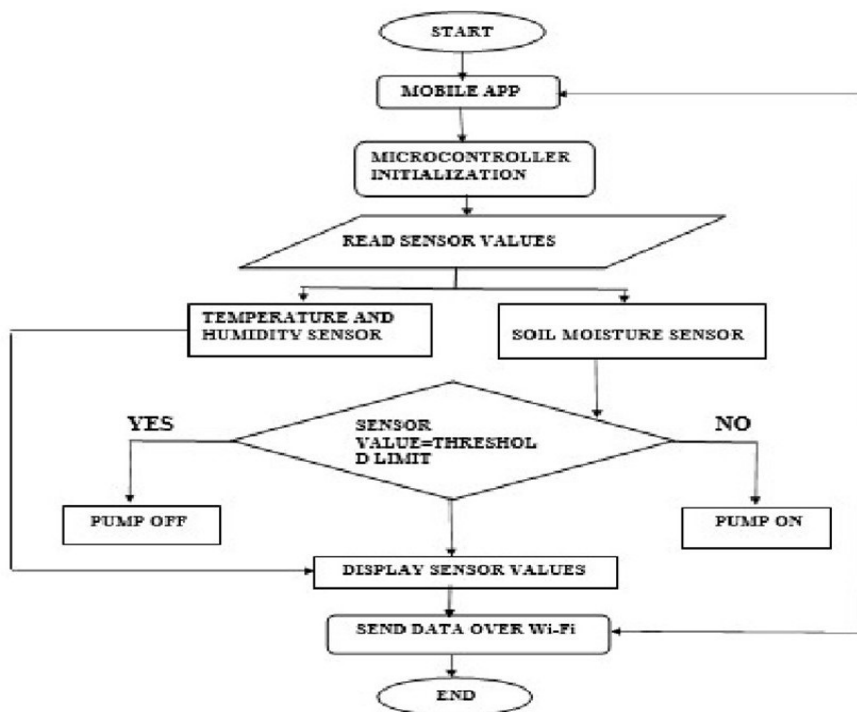 START
MOBILE APP
MICROCONTROLLER
INITIALIZATION
READ SENSOR VALUES
TEMPERATURE AND
HUMIDITY SENSOR
SOIL MOISTURE SENSOR
YES
SENSOR
VALUE=THRESHOL
D LIMIT
NO
PUMP OFF
PUMP ON
DISPLAY SENSOR VALUES
SEND DATA OVER Wi-Fi
END